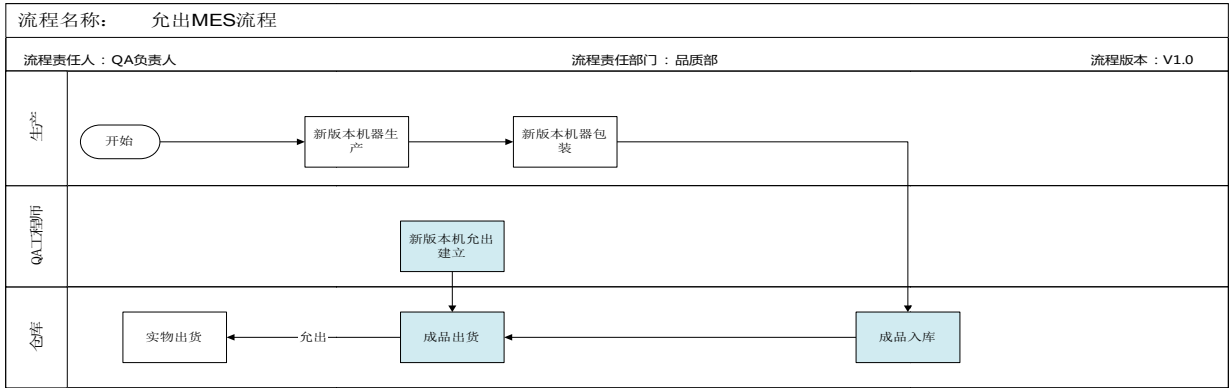 流程名称： 允出MES流程
流程责任人：QA负责人 流程责任部门：品质部 流程版本：V1.0
生产
开始
新版本机器生
产
新版本机器包
装
QA工程师
新版本机允出
建立
仓库
实物出货
允出
成品出货
成品入库